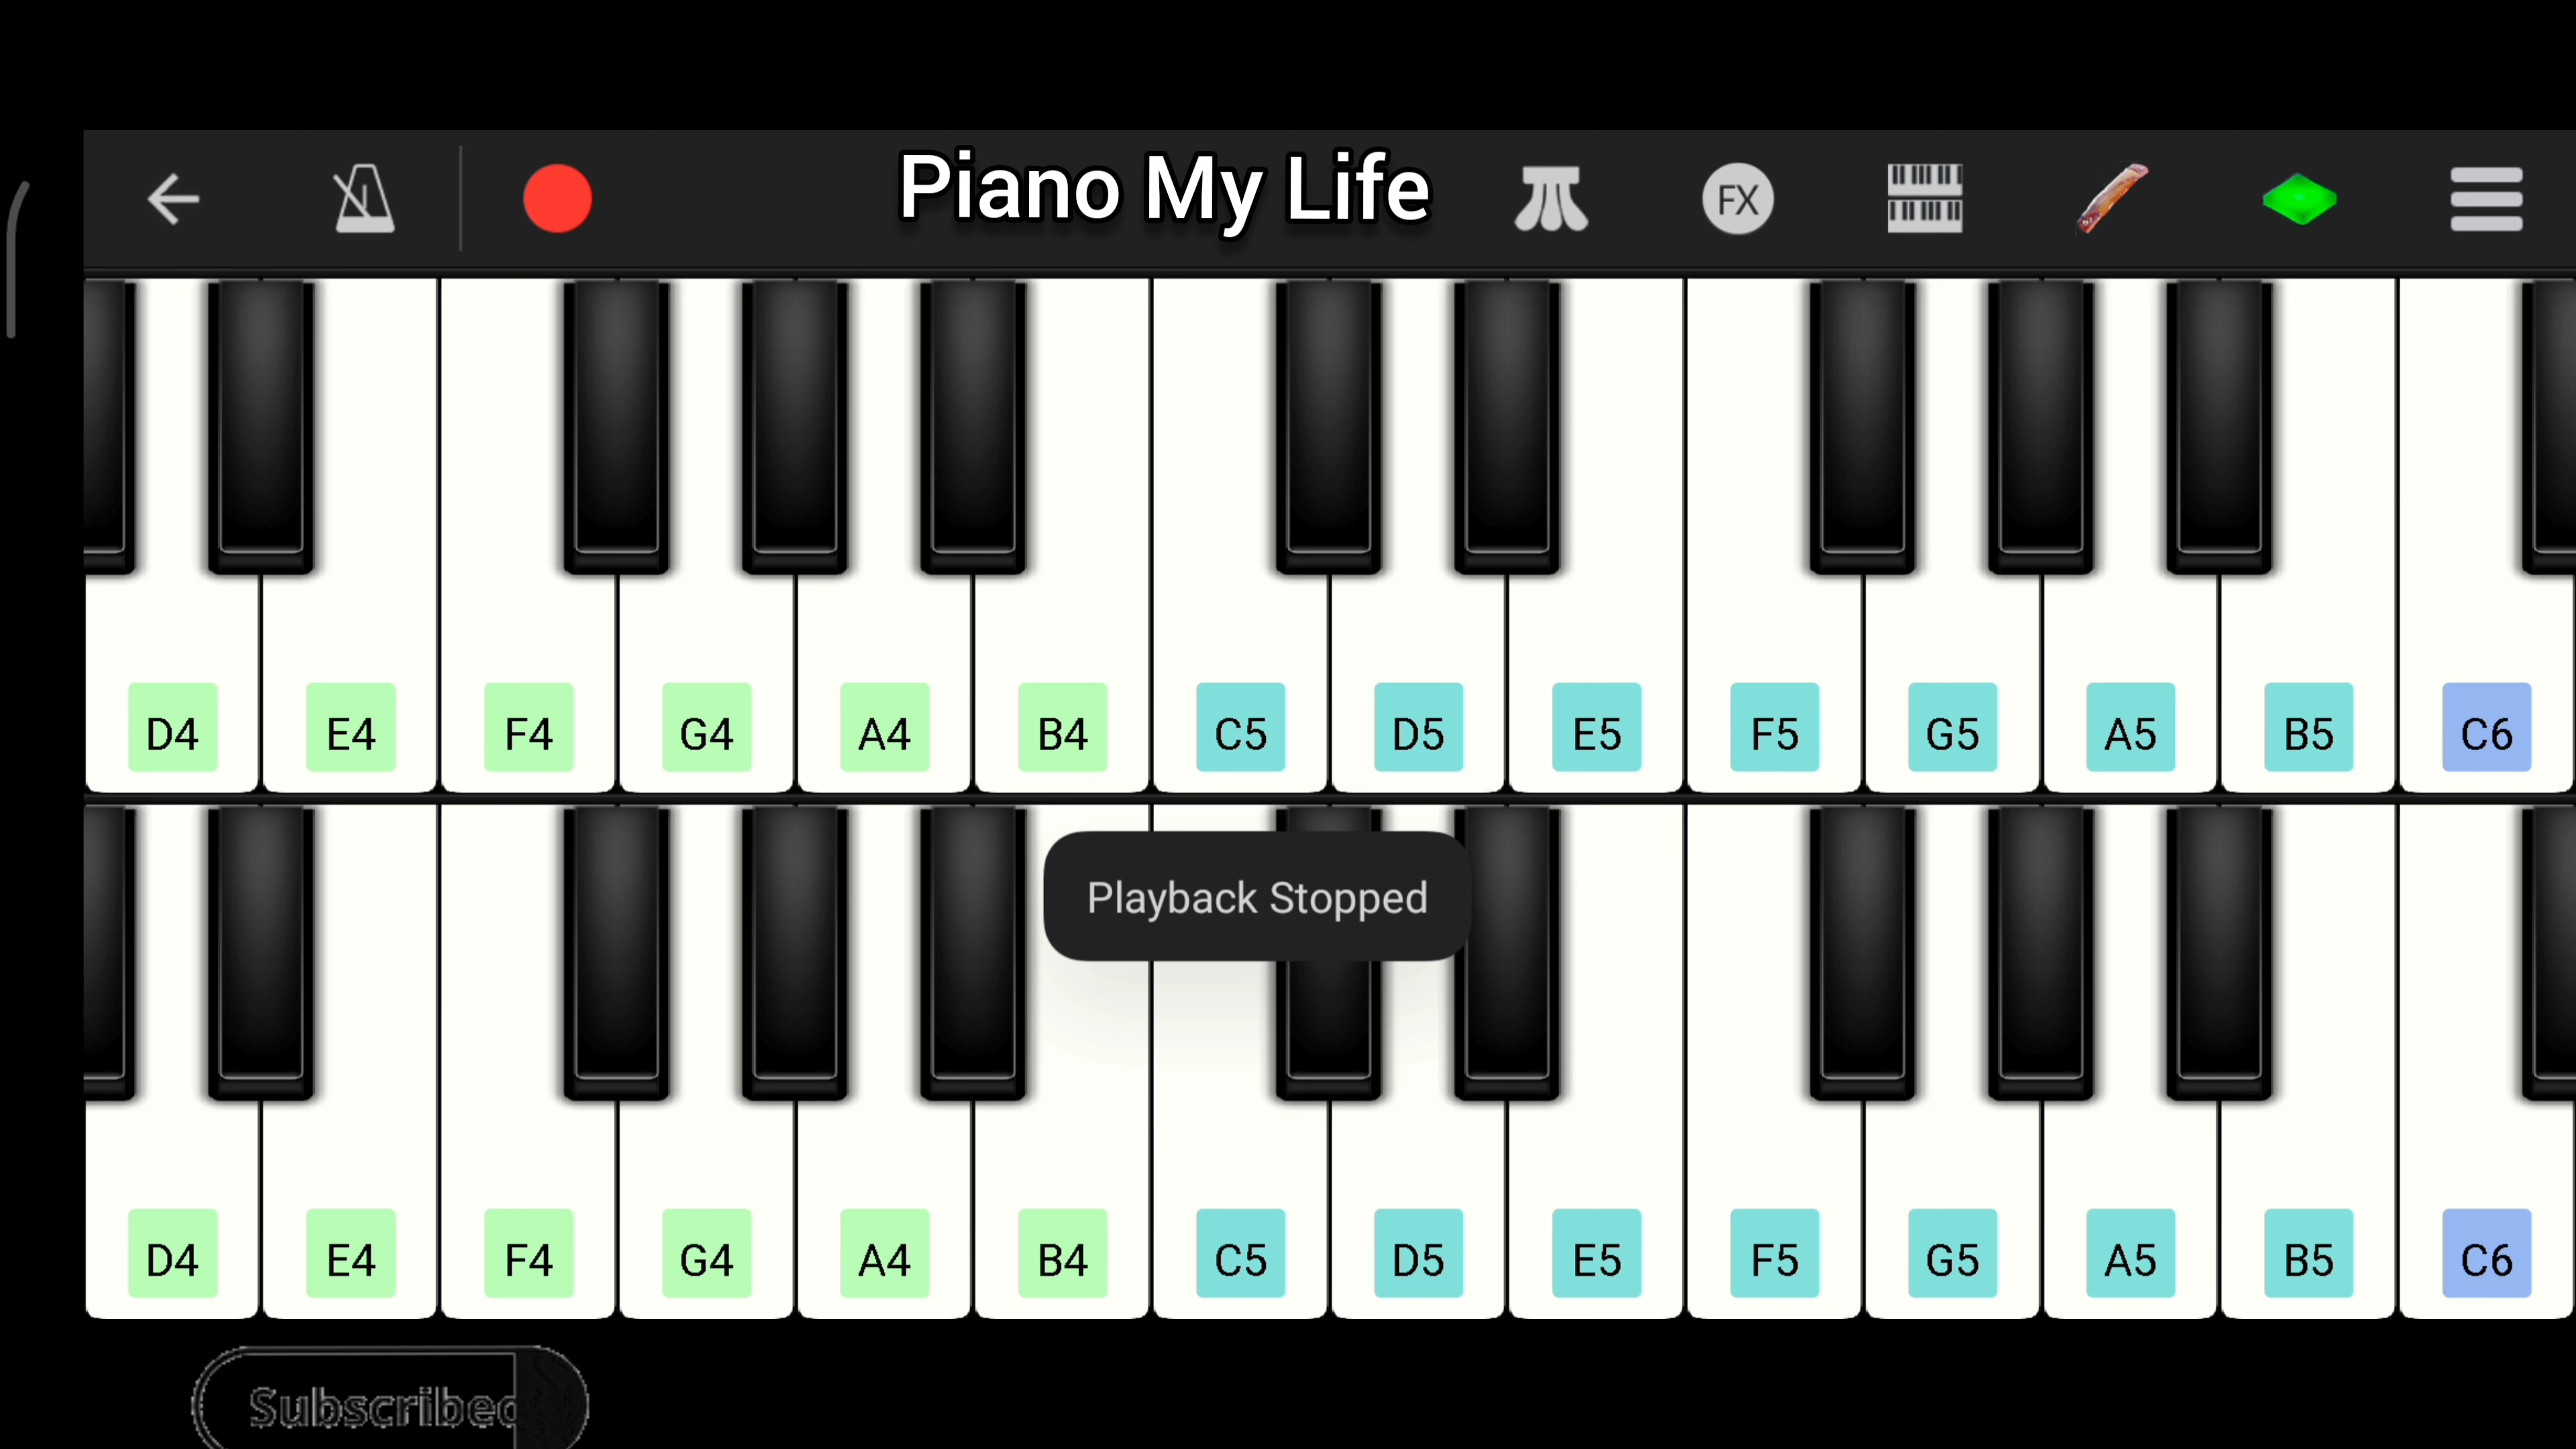 Piano My Life
FX
D4 E4 F4 G4 A4 B4 C5 D5 E5 F5 G5 A5 B5 C6
Playback Stopped
D4 E4 F4 G4 A4 B4 C5 D5 E5 F5 G5 A5 B5 C6
Subscribed